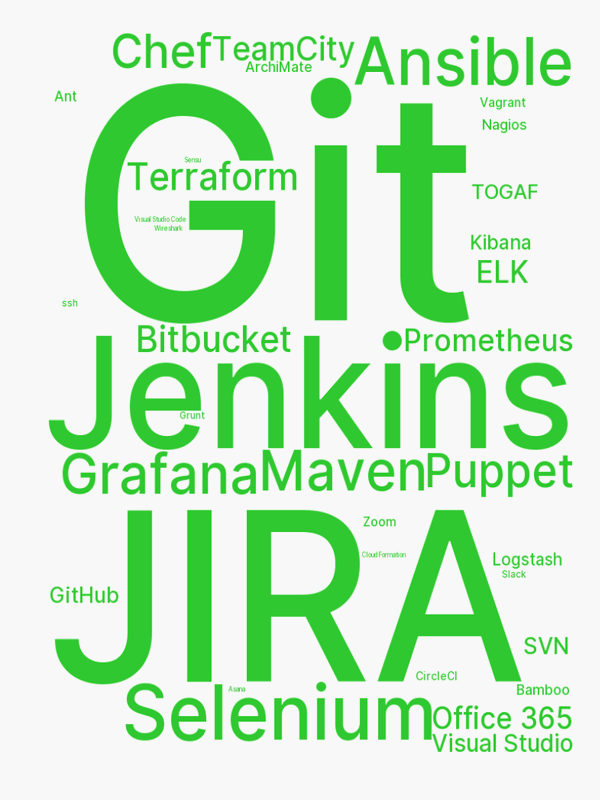 Chef
TeamCity
ArchiMate
Ansible
Ant
Vagrant
Nagios
Git
Sensu
Terraform
TOGAF
Visual Studio Code
Wireshark
Kibana
ELK
ssh
Bitbucket
Prometheus
Jenkins
Grunt
Grafana
Maven
Puppet
JIRA
Zoom
CloudFormation
Logstash
Slack
GitHub
SVN
CircleCI
Asana
Selenium
Bamboo
Office 365
Visual Studio